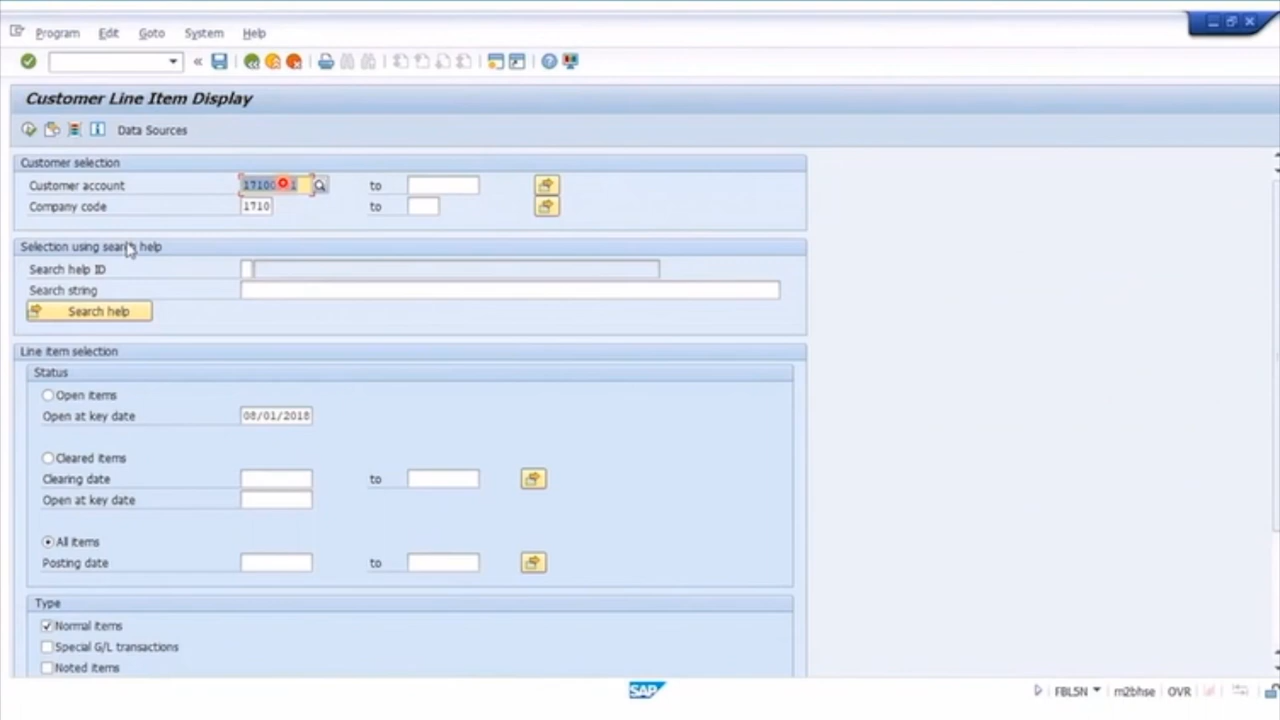 Program Edit Goto System Help
Customer Line Item Display
Data Sources
Customer selection
Customer account to
Company code 1710 to
Selection using search help
Search help ID
Search string
Search help
Line item selection
Status
Open items
Open at key date 08/01/2018
Cleared items
Clearing date to
Open at key date
All items
Posting date to
Type
Normal items
Special G/L transactions
Noted items
SAP FBL5N m2bhse OVR